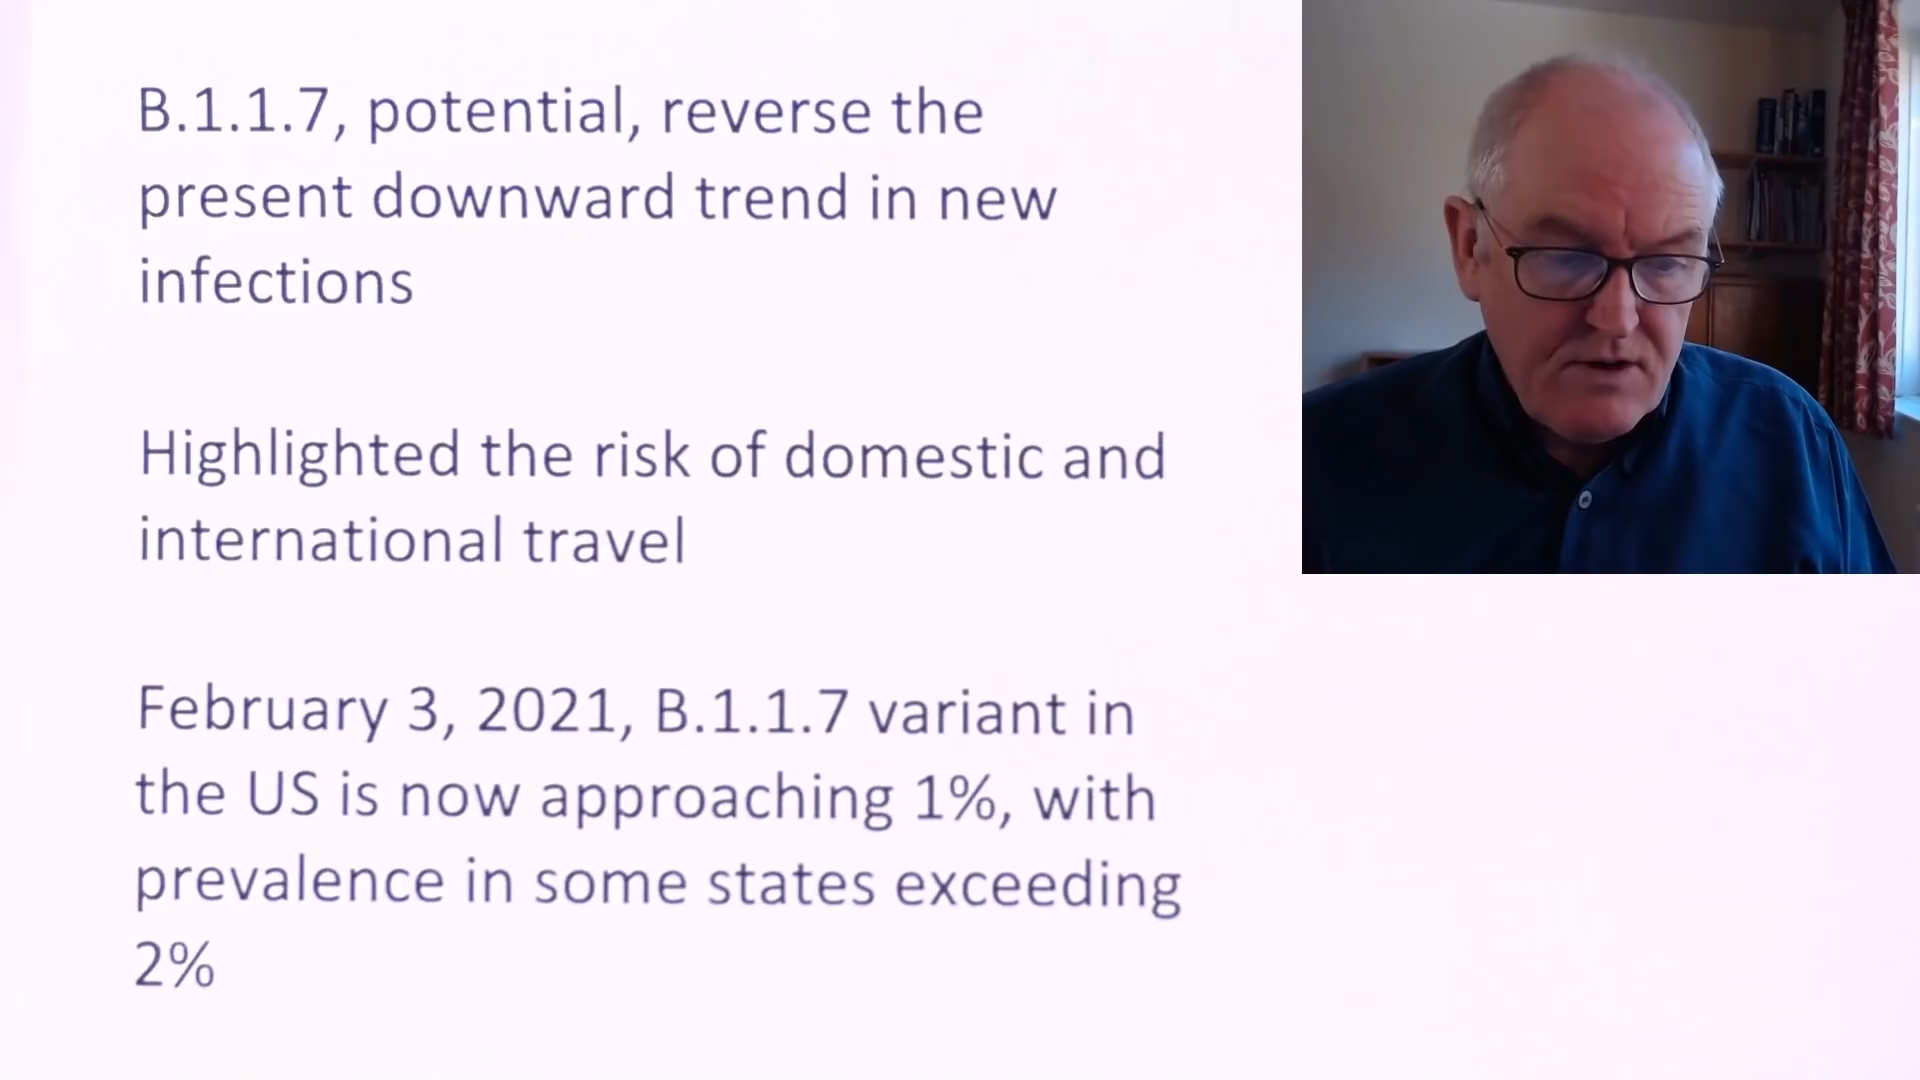 B.1.1.7, potential, reverse the
present downward trend in new
infections
Highlighted the risk of domestic and
international travel
February 3, 2021, B.1.1.7 variant in
the US is now approaching 1%, with
prevalence in some states exceeding
2%